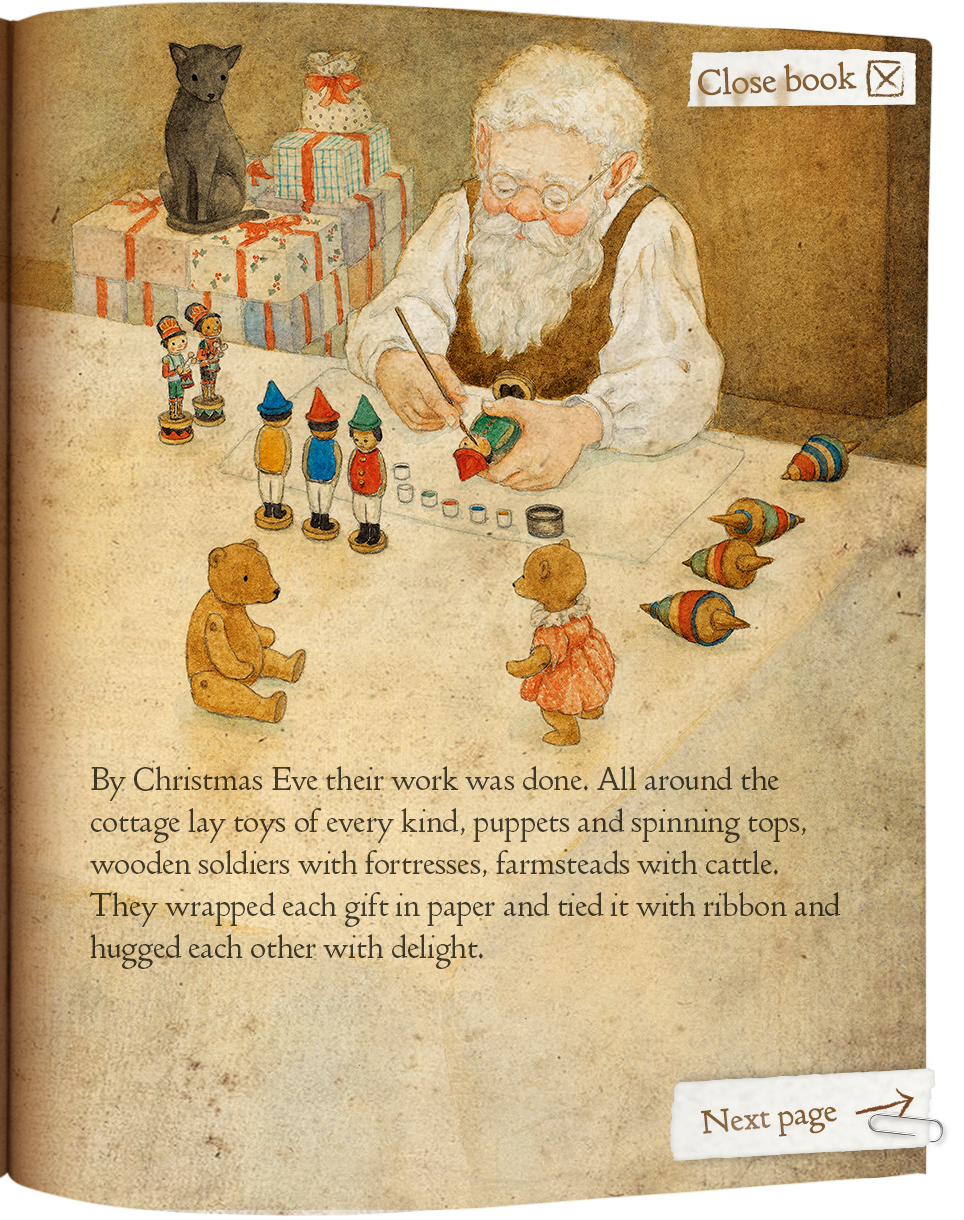 Close book
By Christmas Eve their work was done. All around the
cottage lay toys of every kind, puppets and spinning tops,
wooden soldiers with fortresses, farmsteads with cattle.
They wrapped each gift in paper and tied it with ribbon and
hugged each other with delight.
Next page